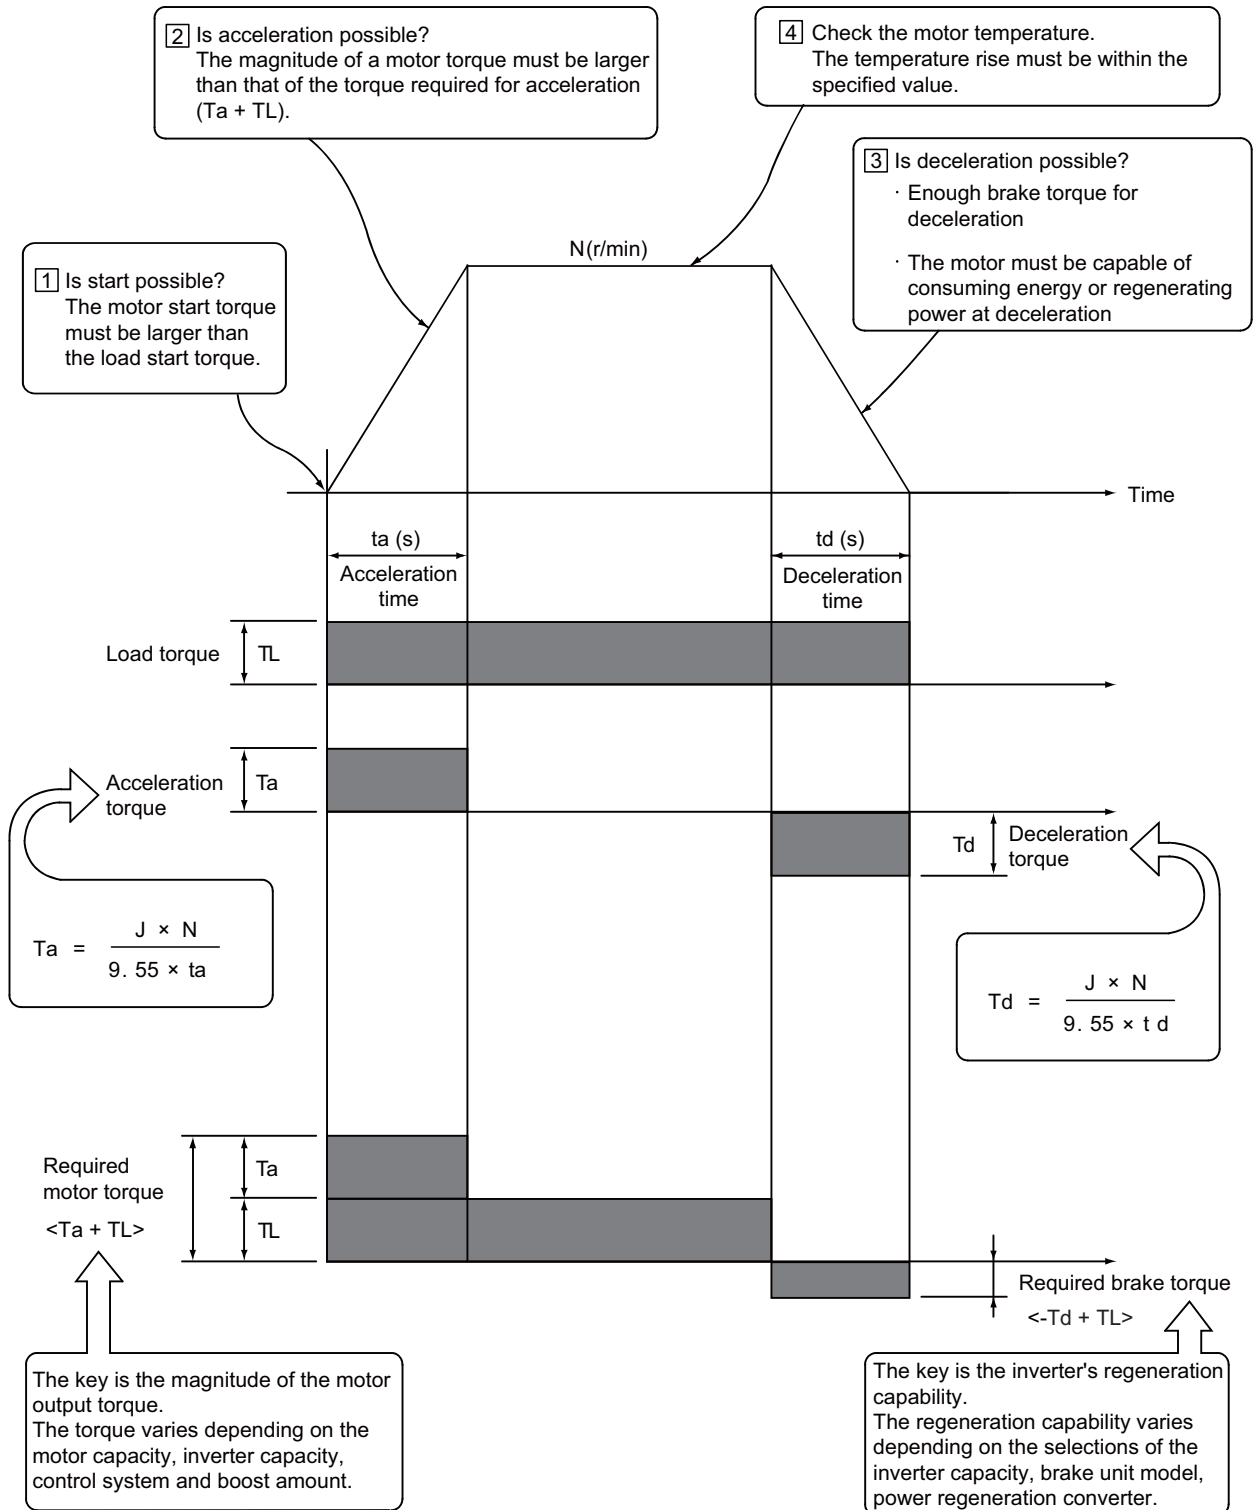 2 Is acceleration possible?
The magnitude of a motor torque must be larger
than that of the torque required for acceleration
(Ta + TL).
4 Check the motor temperature.
The temperature rise must be within the
specified value.
3 Is deceleration possible?
· Enough brake torque for
deceleration
· The motor must be capable of
consuming energy or regenerating
power at deceleration
1 Is start possible?
The motor start torque
must be larger than
the load start torque.
N(r/min)
Time
ta (s)
Acceleration
time
td (s)
Deceleration
time
Load torque
TL
Acceleration
torque
Ta
Td
Deceleration
torque
Ta = J × N
9. 55 × ta
Td = J × N
9. 55 × t d
Required
motor torque
<Ta + TL>
Ta
TL
Required brake torque
<-Td + TL>
The key is the magnitude of the motor
output torque.
The torque varies depending on the
motor capacity, inverter capacity,
control system and boost amount.
The key is the inverter's regeneration
capability.
The regeneration capability varies
depending on the selections of the
inverter capacity, brake unit model,
power regeneration converter.